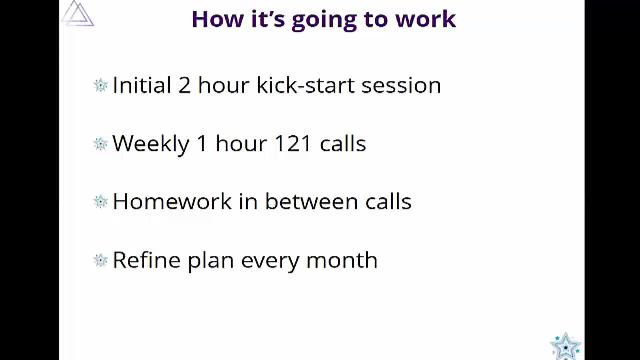 How it's going to work
Initial 2 hour kick-start session
Weekly 1 hour 121 calls
Homework in between calls
Refine plan every month